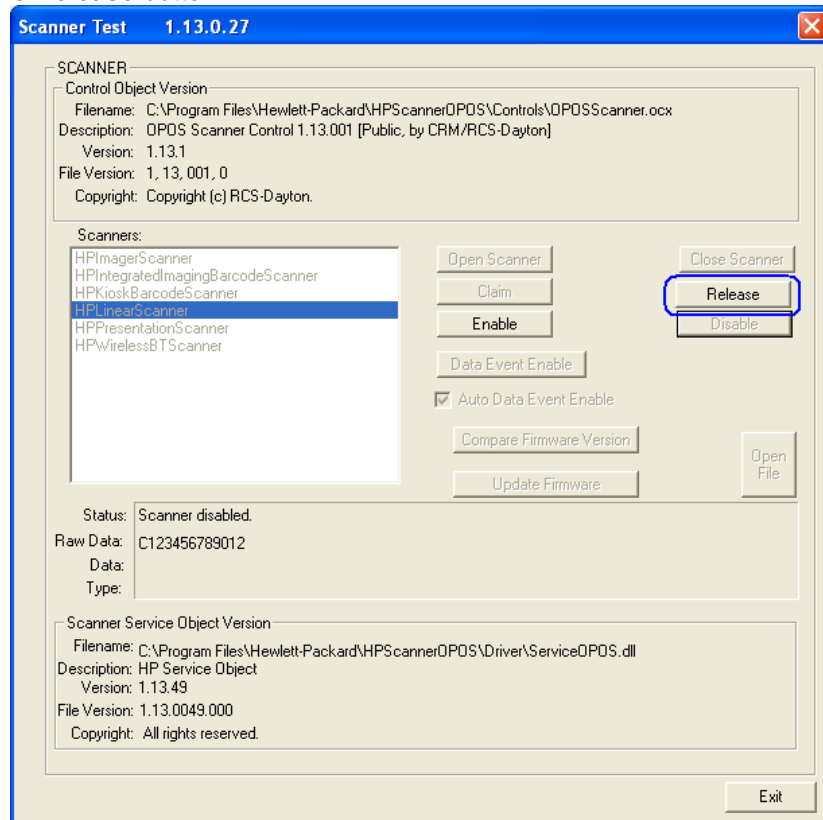 Scanner Test 1.13.0.27
SCANNER
Control Object Version
Filename: C:\Program Files\Hewlett-Packard\HPScannerOPOS\Controls\OPOSScanner.ocx
Description: OPOS Scanner Control 1.13.001 [Public, by CRM/RCS-Dayton]
Version: 1.13.1
File Version: 1, 13, 001, 0
Copyright: Copyright (c) RCS-Dayton.
Scanners:
HPImagerScanner
HPIntegratedImagingBarcodeScanner
HPKioskBarcodeScanner
HPLinearScanner
HPPresentationScanner
HPWirelessBTScanner
Open Scanner
Close Scanner
Claim
Release
Enable
Disable
Data Event Enable
Auto Data Event Enable
Compare Firmware Version
Update Firmware
Open
File
Status: Scanner disabled.
Raw Data: C123456789012
Data:
Type:
Scanner Service Object Version
Filename: C:\Program Files\Hewlett-Packard\HPScannerOPOS\Driver\ServiceOPOS.dll
Description: HP Service Object
Version: 1.13.49
File Version: 1.13.0049.000
Copyright: All rights reserved.
Exit